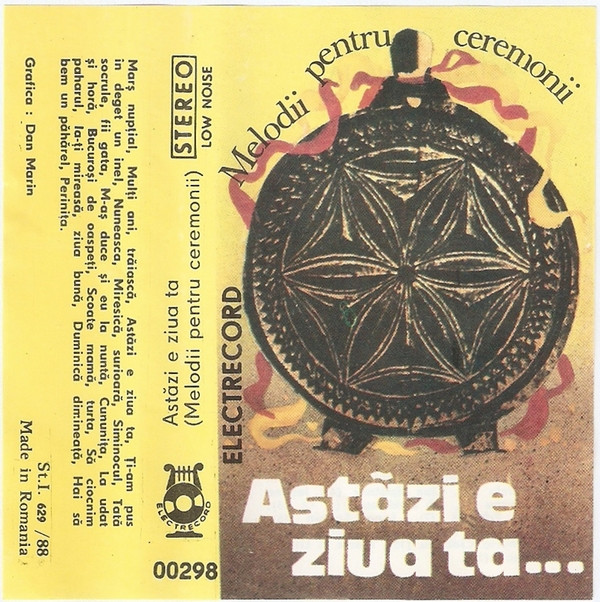 Melodii pentru ceremonii
Astăzi e
ziua ta...
ELECTRECORD
STEREO
LOW NOISE
Astăzi e ziua ta
(Melodii pentru ceremonii)
ELECTRECORD
00298
Marş nupţial, Mulţi ani, trăiască, Astăzi e ziua ta, Ţi-am pus
in deget un inel, Nuneasca, Miresică, surioară, Siminocul, Tată
socrule, fii gata, M-aş duce şi eu la nuntă, Cununiţa, La udat
şi horă, Bucuroşi de oaspeţi, Scoate mamă, turta, Să ciocnim
paharul, Ia-ţi mireasă, ziua bună, Duminică dimineaţă, Hai să
bem un păhărel, Periniţa.
Grafica : Dan Marin
St.I. 629 /88
Made in Romania